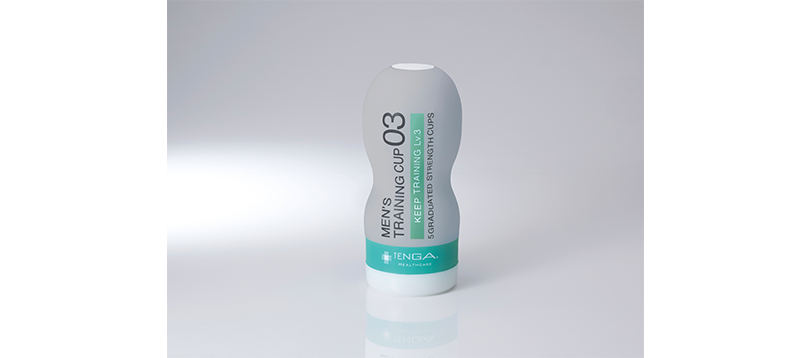 MEN'S
TRAINING CUP 03
KEEP TRAINING Lv.3
5.GRADUATED STRENGTH CUPS
TENGA
HEALTHCARE